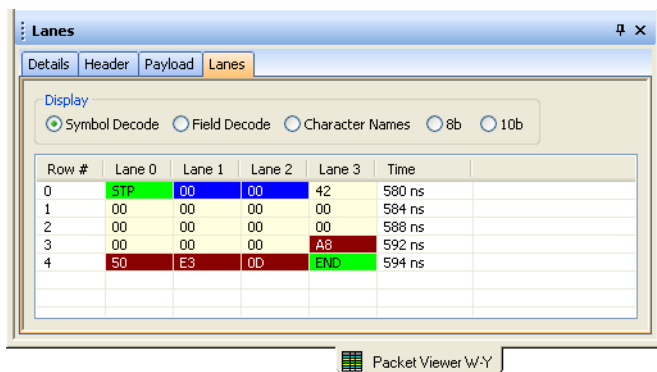 Lanes
Details Header Payload Lanes
Display
Symbol Decode Field Decode Character Names 8b 10b
Row # Lane 0 Lane 1 Lane 2 Lane 3 Time
0 STP 00 00 42 580 ns
1 00 00 00 00 584 ns
2 00 00 00 00 588 ns
3 00 00 00 A8 592 ns
4 50 E3 0D END 594 ns
Packet Viewer W-Y